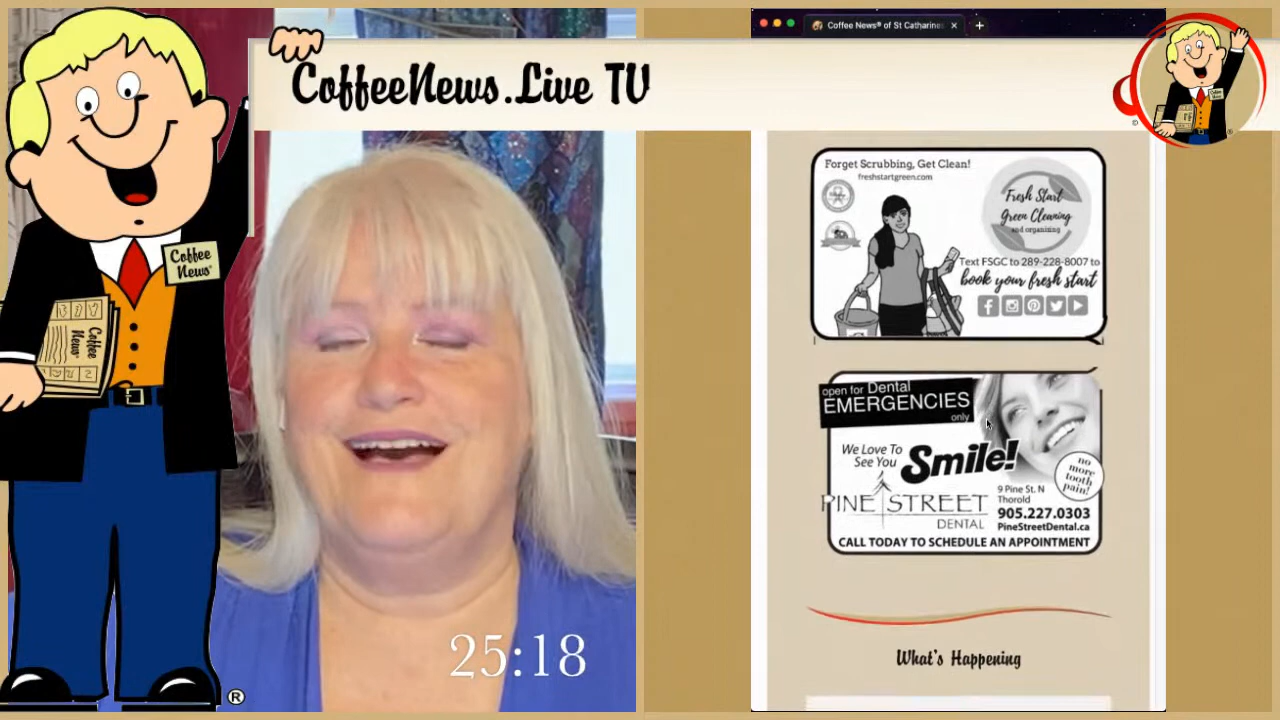 CoffeeNews.Live TV
Coffee News® of St Catharines
Coffee
News®
Coffee
News
®
25:18
Forget Scrubbing, Get Clean!
freshstartgreen.com
Fresh Start
Green Cleaning
and organizing
Text FSGC to 289-228-8007 to
book your fresh start
open for Dental
EMERGENCIES
only
We Love To
See You
Smile!
no
more
tooth
pain!
PINE STREET
DENTAL
9 Pine St. N
Thorold
905.227.0303
PineStreetDental.ca
CALL TODAY TO SCHEDULE AN APPOINTMENT
What's Happening